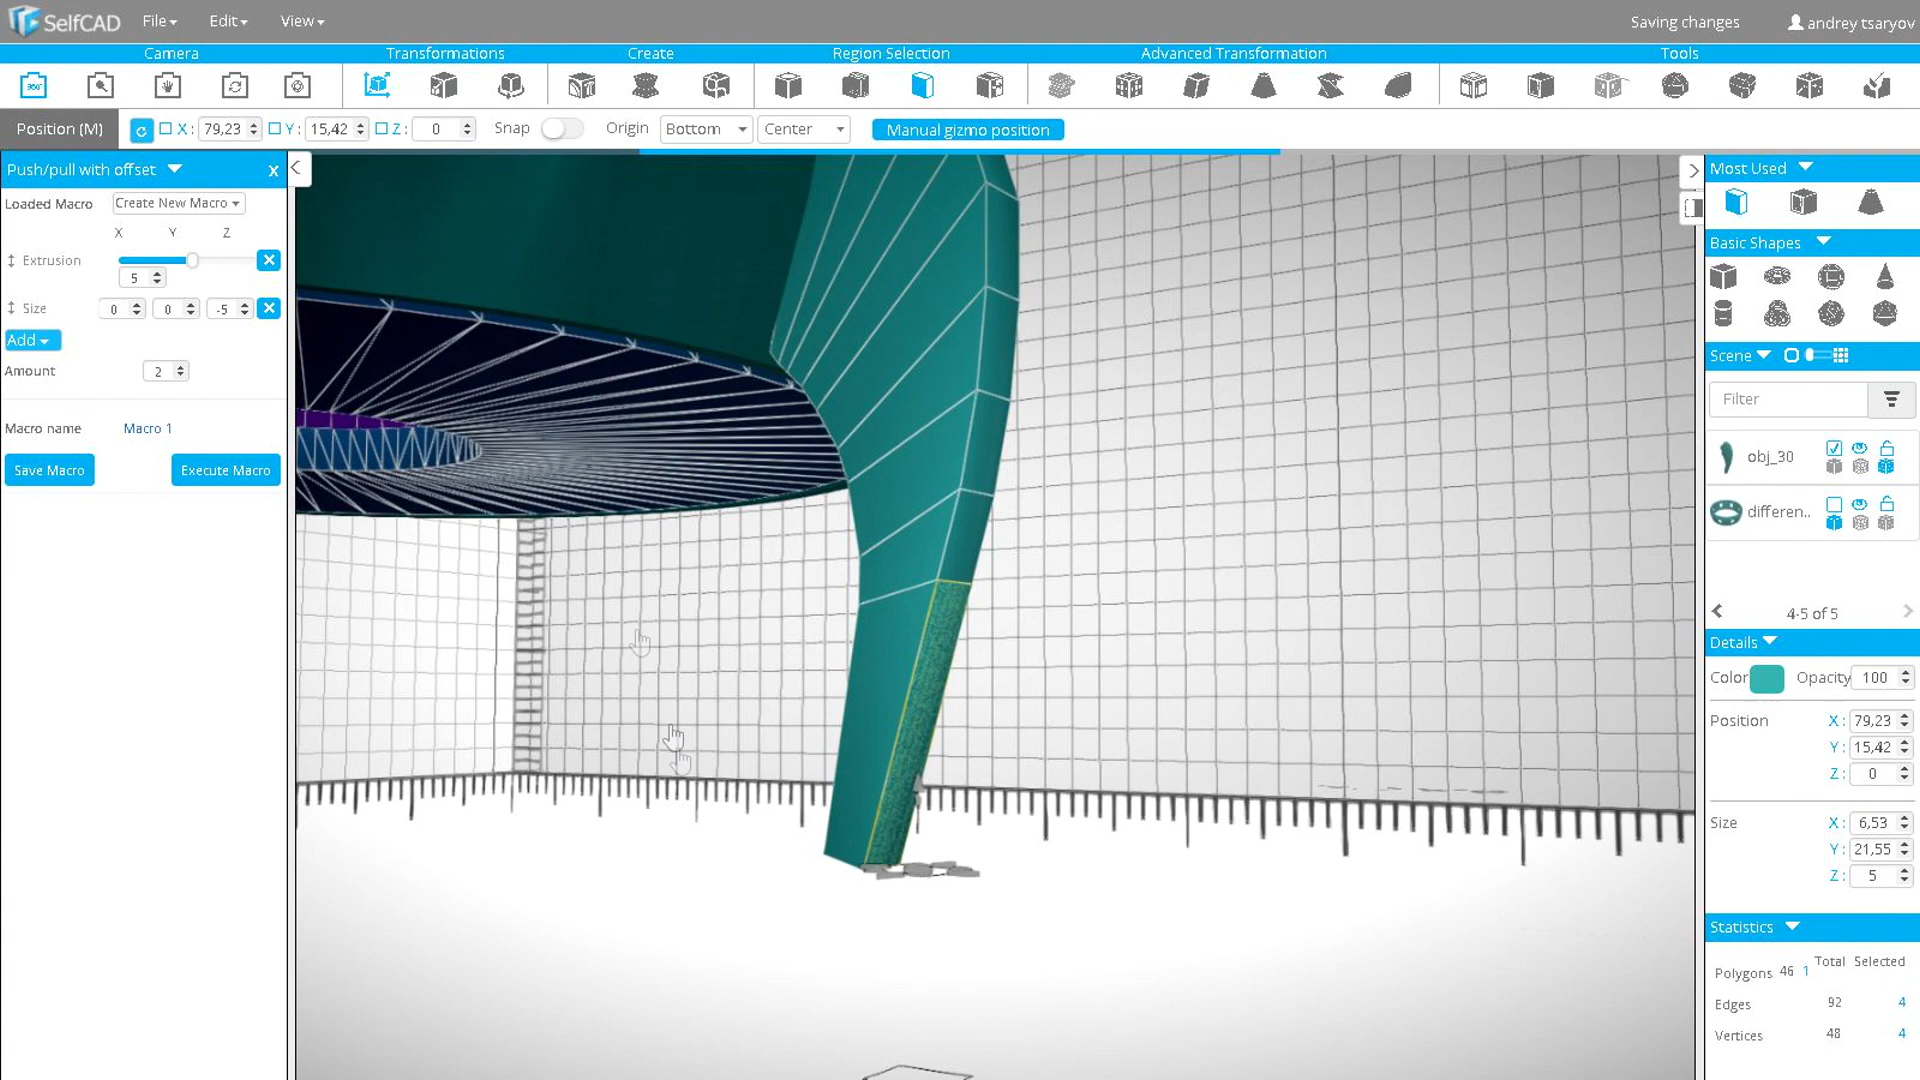 SelfCAD File Edit View Saving changes andrey tsaryov
Camera Transformations Create Region Selection Advanced Transformation Tools
360°
Position (M) X : 79,23 Y : 15,42 Z : 0 Snap Origin Bottom Center Manual gizmo position
Push/pull with offset x
Loaded Macro Create New Macro
X Y Z
Extrusion
5
Size 0 0 -5
Add
Amount 2
Macro name Macro 1
Save Macro Execute Macro
Most Used
Basic Shapes
Scene
Filter
obj_30
differen..
4-5 of 5
Details
Color Opacity 100
Position X : 79,23
Y : 15,42
Z : 0
Size X : 6,53
Y : 21,55
Z : 5
Statistics
Total Selected
Polygons 46 1
Edges 92 4
Vertices 48 4